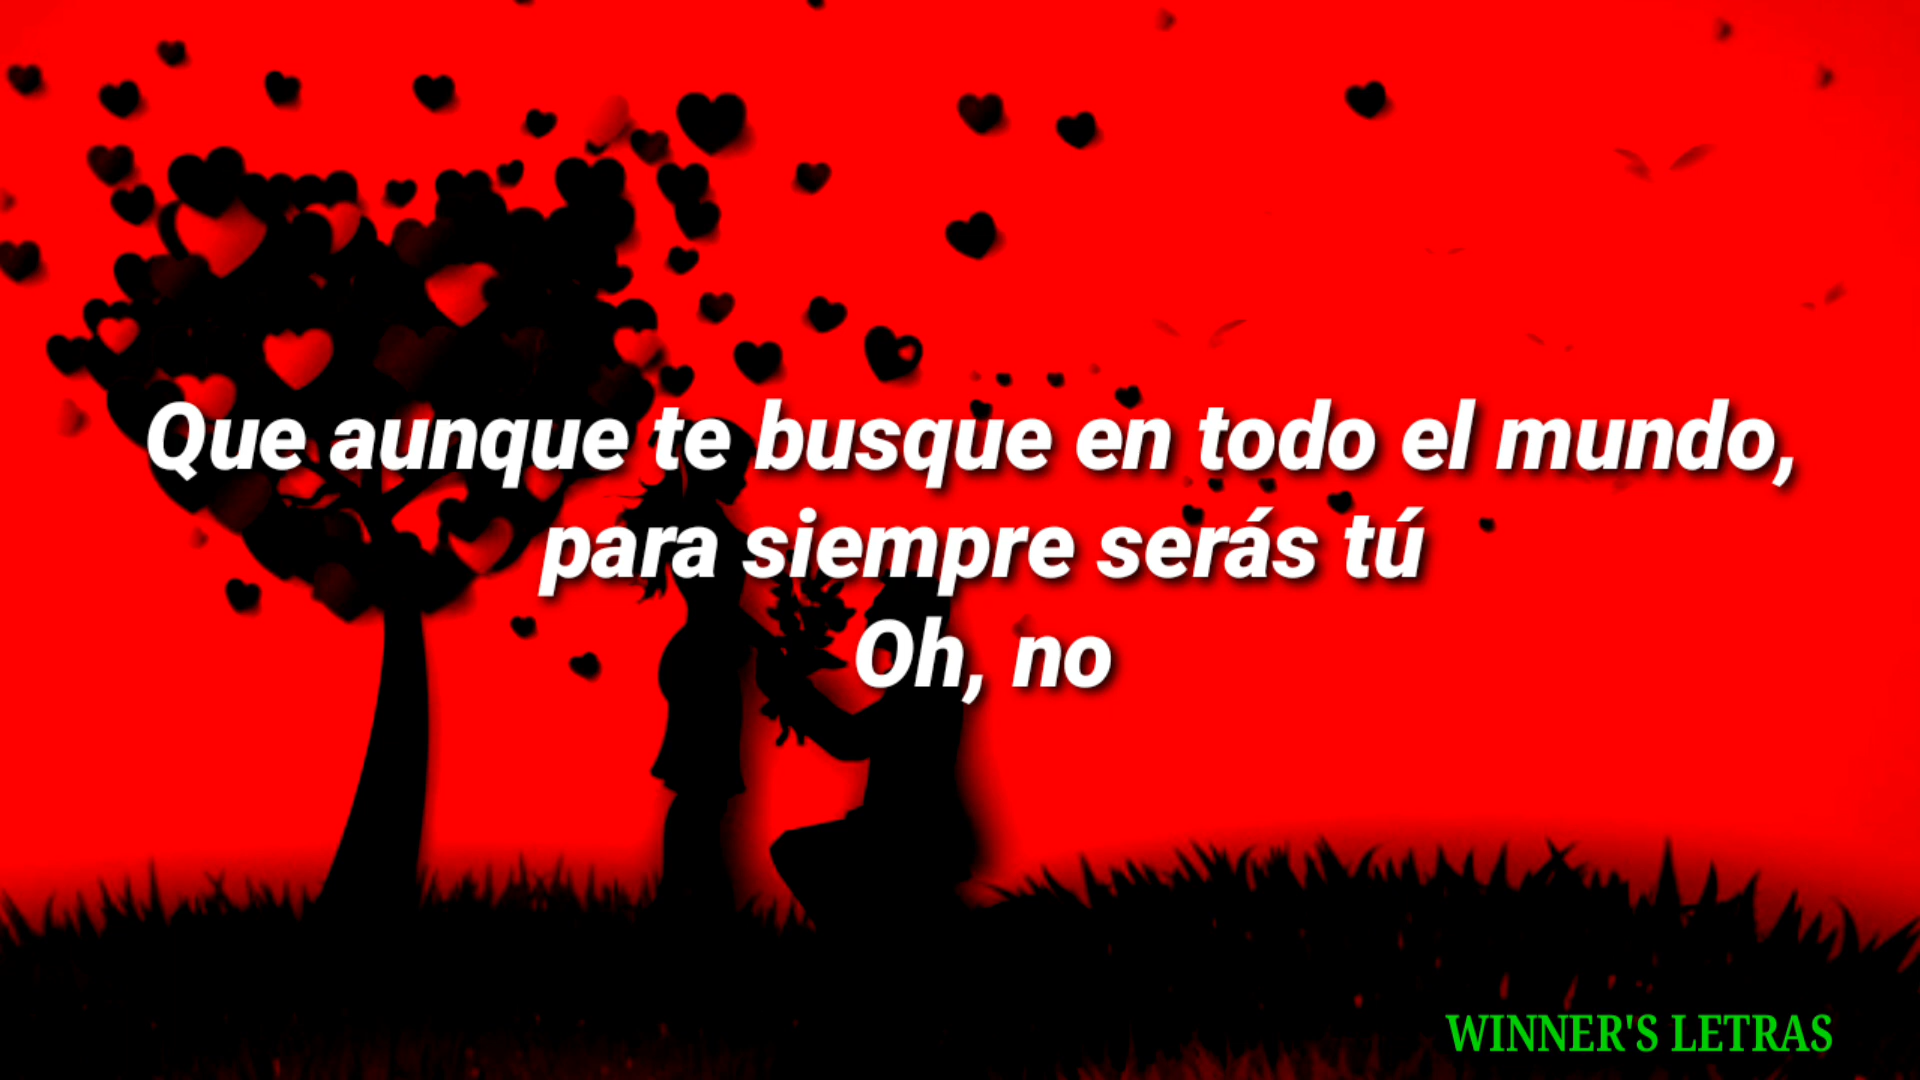 Que aunque te busque en todo el mundo,
para siempre serás tú
Oh, no
WINNER'S LETRAS